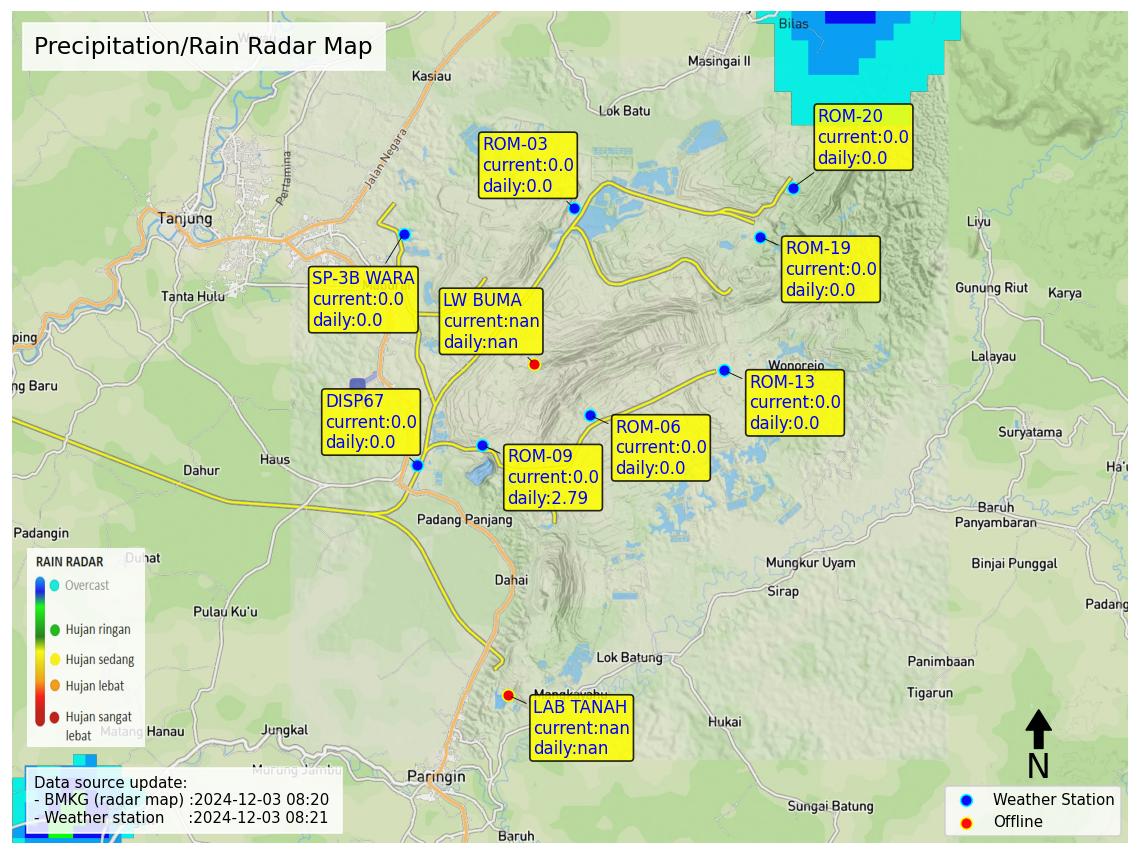 Precipitation/Rain Radar Map
Bilas
Masingai II
Kasiau
Lok Batu
Jalan Negara
Pertamina
ROM-20
current:0.0
daily:0.0
ROM-03
current:0.0
daily:0.0
Tanjung
Liyu
ROM-19
current:0.0
daily:0.0
SP-3B WARA
current:0.0
daily:0.0
Tanta Hulu
LW BUMA
current:nan
daily:nan
Gunung Riut
Karya
ping
Lalayau
Wonorejo
ng Baru
ROM-13
current:0.0
daily:0.0
DISP67
current:0.0
daily:0.0
ROM-06
current:0.0
daily:0.0
Suryatama
Haus
Dahur
ROM-09
current:0.0
daily:2.79
Ha'u
Baruh
Panyambaran
Padang Panjang
Padangin
Duhat
Mungkur Uyam
Binjai Punggal
Dahai
Sirap
Padang
Pulau Ku'u
RAIN RADAR
Overcast
Hujan ringan
Hujan sedang
Hujan lebat
Hujan sangat
lebat
Lok Batung
Panimbaan
Tigarun
Mangkayahu
LAB TANAH
current:nan
daily:nan
Hukai
Matang Hanau
Jungkal
Murung Jambu
Paringin
N
Sungai Batung
Baruh
Data source update:
- BMKG (radar map) :2024-12-03 08:20
- Weather station :2024-12-03 08:21
Weather Station
Offline